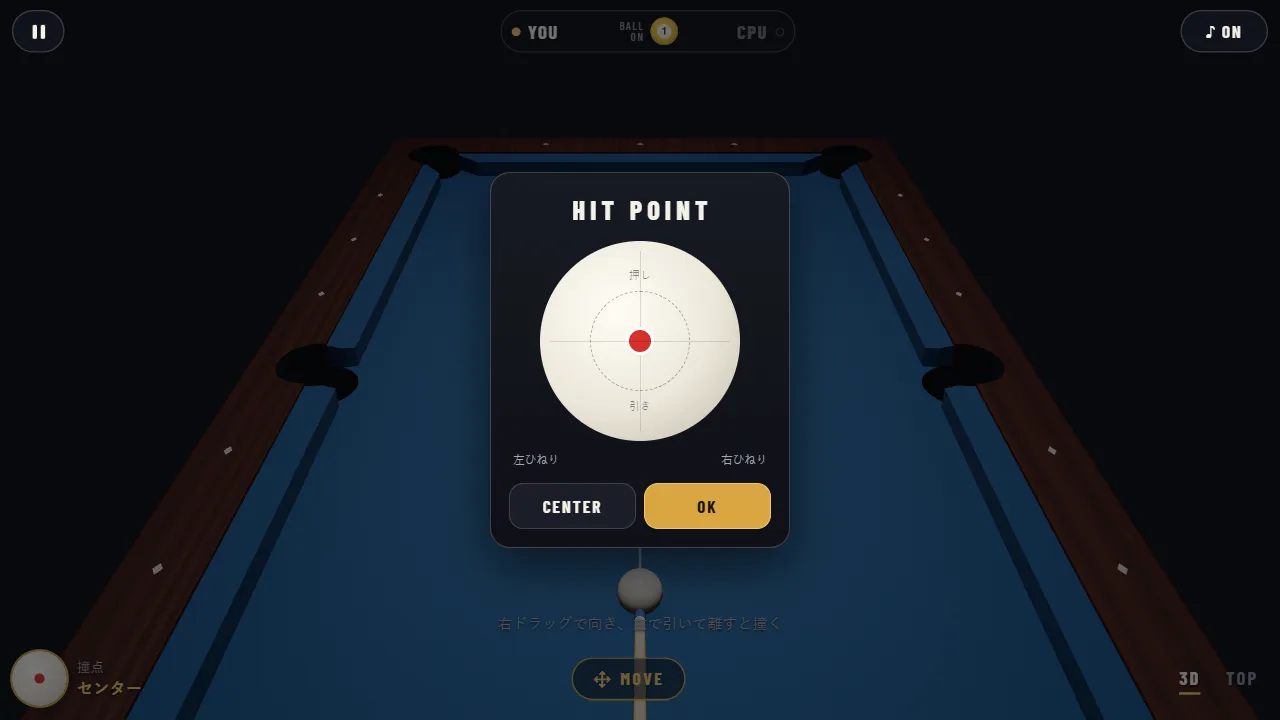 YOU
BALL
ON
1
CPU
♪ ON
HIT POINT
押し
引き
左ひねり
右ひねり
CENTER
OK
右ドラッグで向き、左で引いて離すと撞く
撞点
センター
MOVE
3D
TOP